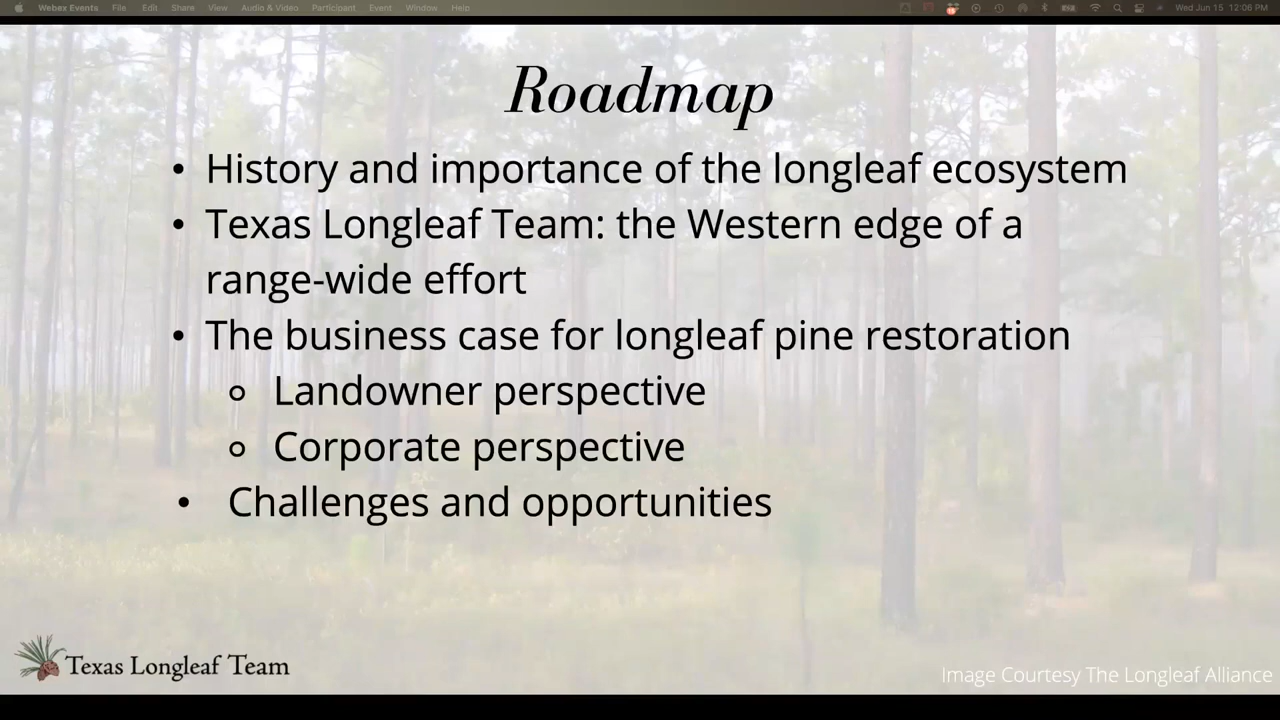 Webex Events File Edit Share View Audio & Video Participant Event Window Help Wed Jun 15 12:06 PM
Roadmap
• History and importance of the longleaf ecosystem
• Texas Longleaf Team: the Western edge of a
range-wide effort
• The business case for longleaf pine restoration
○ Landowner perspective
○ Corporate perspective
• Challenges and opportunities
Texas Longleaf Team
Image Courtesy The Longleaf Alliance